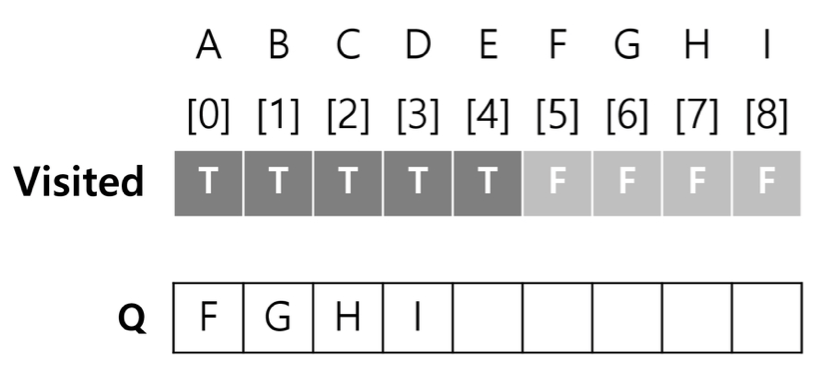 A B C D E F G H I
[0] [1] [2] [3] [4] [5] [6] [7] [8]
Visited T T T T T F F F F
Q F G H I